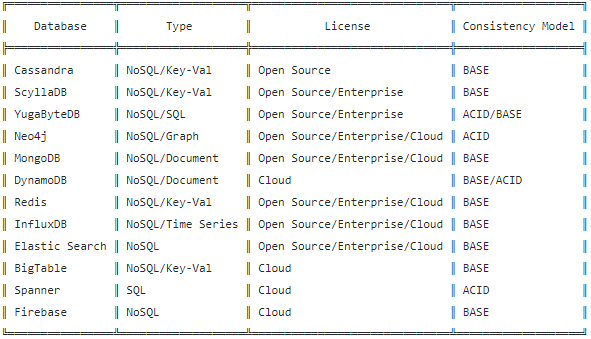 Database Type License Consistency Model
Cassandra NoSQL/Key-Val Open Source BASE
ScyllaDB NoSQL/Key-Val Open Source/Enterprise BASE
YugaByteDB NoSQL/SQL Open Source/Enterprise ACID/BASE
Neo4j NoSQL/Graph Open Source/Enterprise/Cloud ACID
MongoDB NoSQL/Document Open Source/Enterprise/Cloud BASE
DynamoDB NoSQL/Document Cloud BASE/ACID
Redis NoSQL/Key-Val Open Source/Enterprise/Cloud BASE
InfluxDB NoSQL/Time Series Open Source/Enterprise/Cloud BASE
Elastic Search NoSQL Open Source/Enterprise/Cloud BASE
BigTable NoSQL/Key-Val Cloud BASE
Spanner SQL Cloud ACID
Firebase NoSQL Cloud BASE